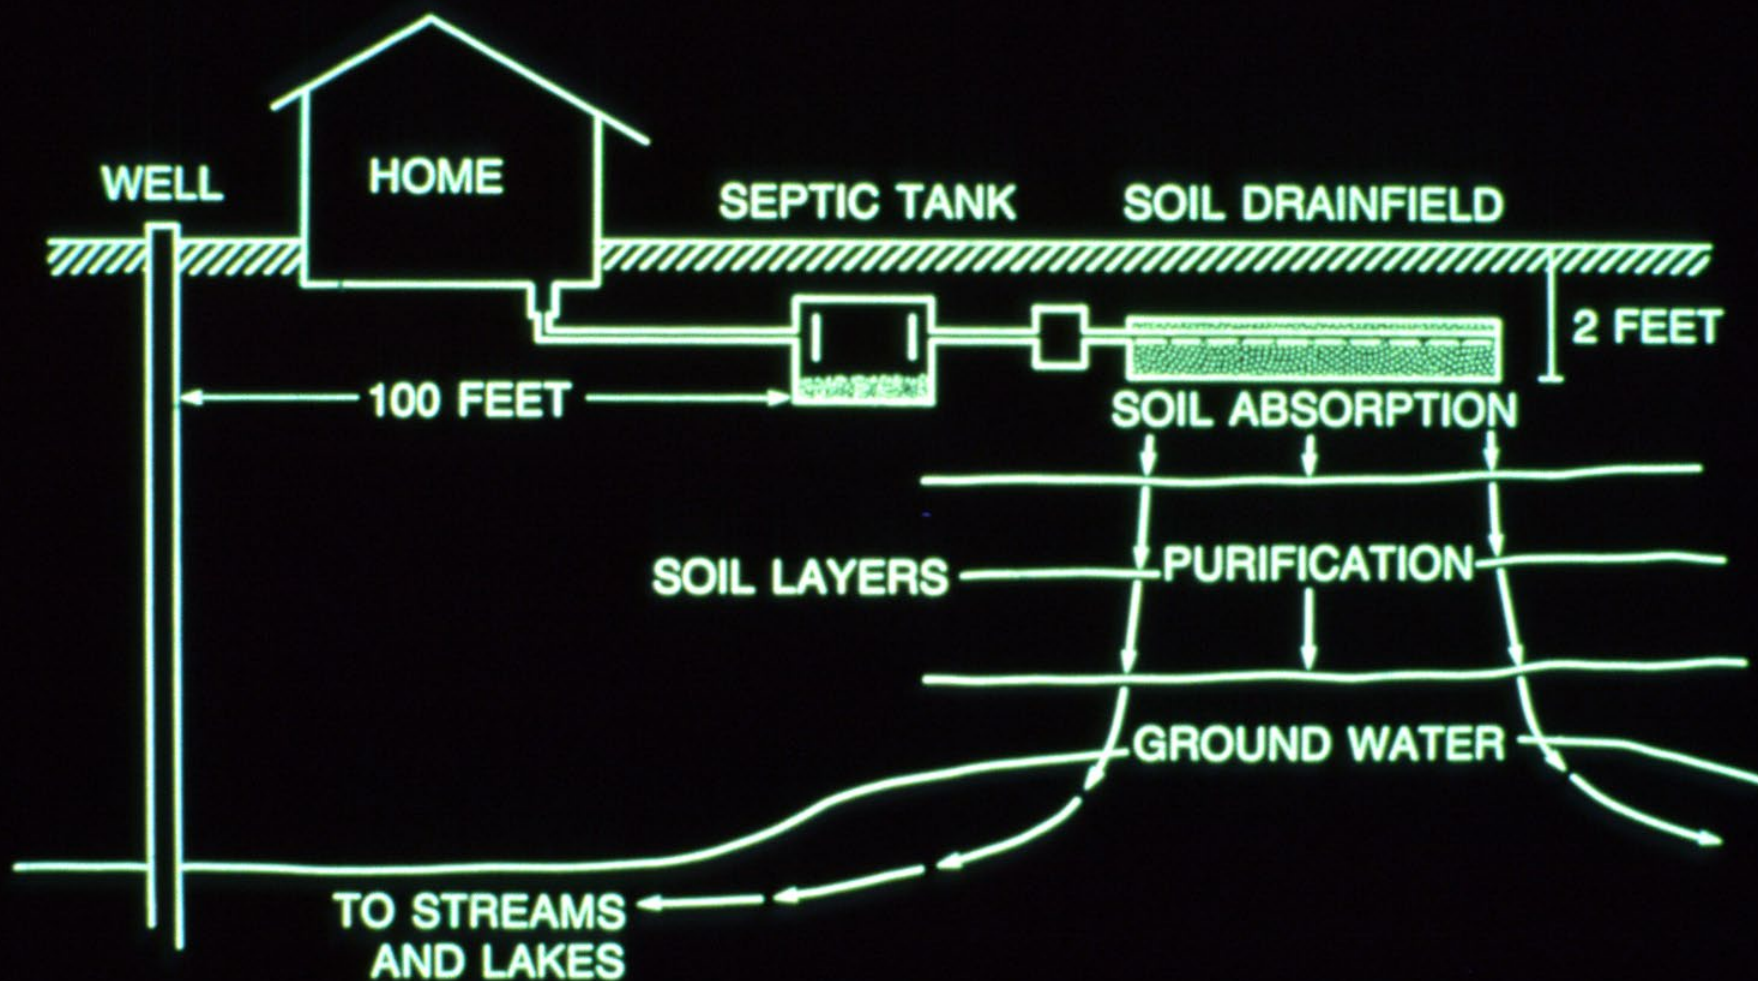 WELL
HOME
SEPTIC TANK
SOIL DRAINFIELD
2 FEET
100 FEET
SOIL ABSORPTION
SOIL LAYERS
PURIFICATION
GROUND WATER
TO STREAMS
AND LAKES